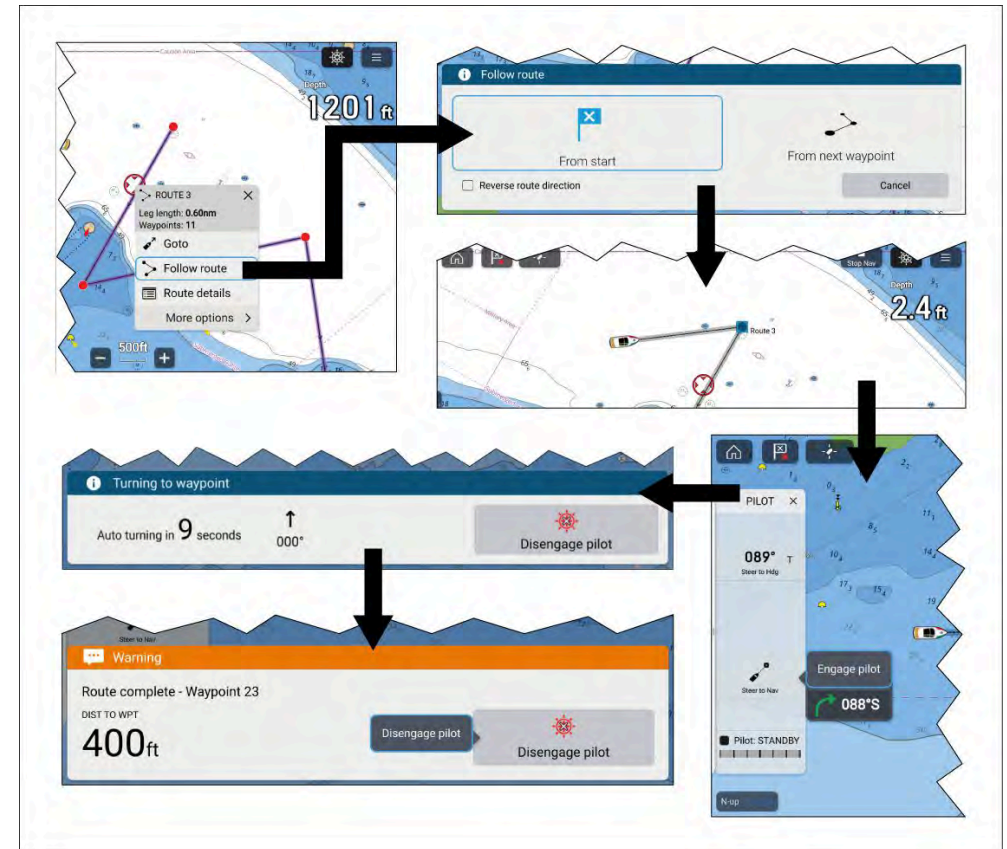 Depth
1201 ft
ROUTE 3
Leg length: 0.60nm
Waypoints: 11
Goto
Follow route
Route details
More options
500ft
Follow route
From start
From next waypoint
Reverse route direction
Cancel
Stop Nav
Depth
2.4 ft
Route 3
Turning to waypoint
Auto turning in 9 seconds
000°
Disengage pilot
Steer to Nav
Warning
Route complete - Waypoint 23
DIST TO WPT
400ft
Disengage pilot
Disengage pilot
PILOT
089° T
Steer to Hdg
Steer to Nav
Engage pilot
088°S
Pilot: STANDBY
N-up